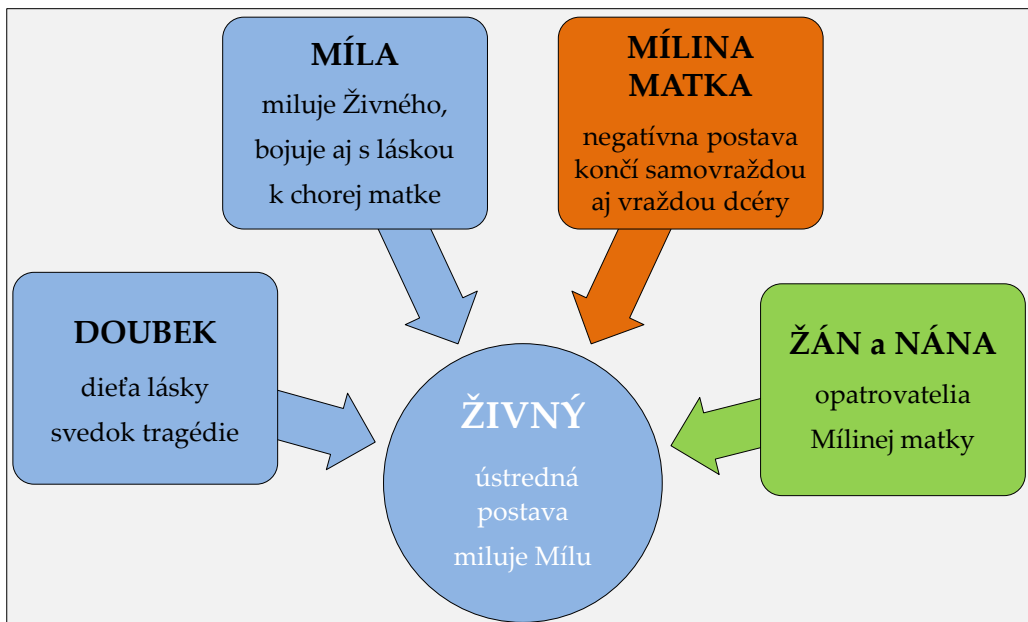 MÍLA
miluje Živného,
bojuje aj s láskou
k chorej matke
MÍLINA
MATKA
negatívna postava
končí samovraždou
aj vraždou dcéry
DOUBEK
dieťa lásky
svedok tragédie
ŽIVNÝ
ústredná
postava
miluje Mílu
ŽÁN a NÁNA
opatrovatelia
Mílinej matky